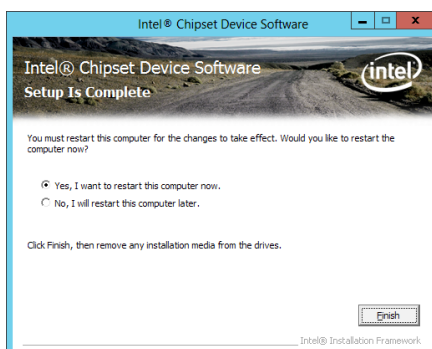 Intel® Chipset Device Software
Intel® Chipset Device Software
intel
Setup Is Complete
You must restart this computer for the changes to take effect. Would you like to restart the
computer now?
Yes, I want to restart this computer now.
No, I will restart this computer later.
Click Finish, then remove any installation media from the drives.
Finish
Intel® Installation Framework